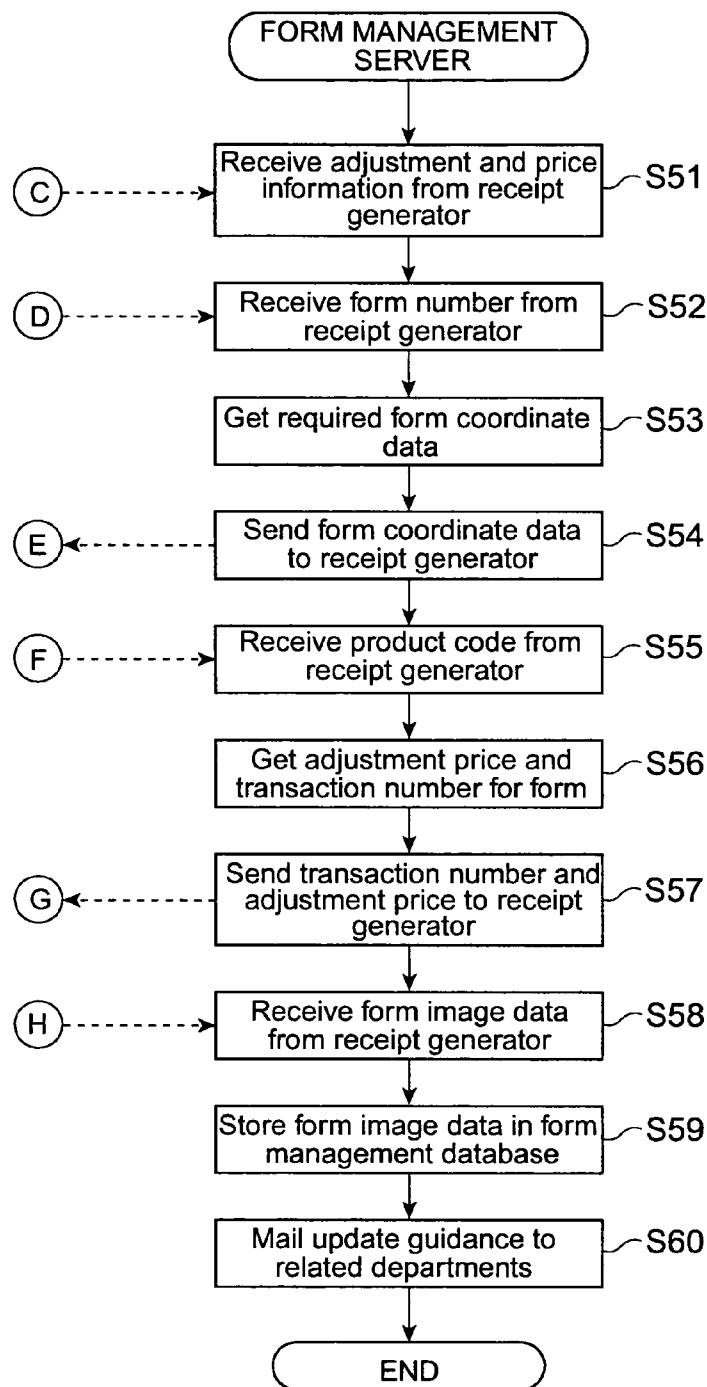 FORM MANAGEMENT
SERVER
C
Receive adjustment and price
information from receipt
generator
S51
D
Receive form number from
receipt generator
S52
Get required form coordinate
data
S53
E
Send form coordinate data
to receipt generator
S54
F
Receive product code from
receipt generator
S55
Get adjustment price and
transaction number for form
S56
G
Send transaction number and
adjustment price to receipt
generator
S57
H
Receive form image data
from receipt generator
S58
Store form image data in form
management database
S59
Mail update guidance to
related departments
S60
END